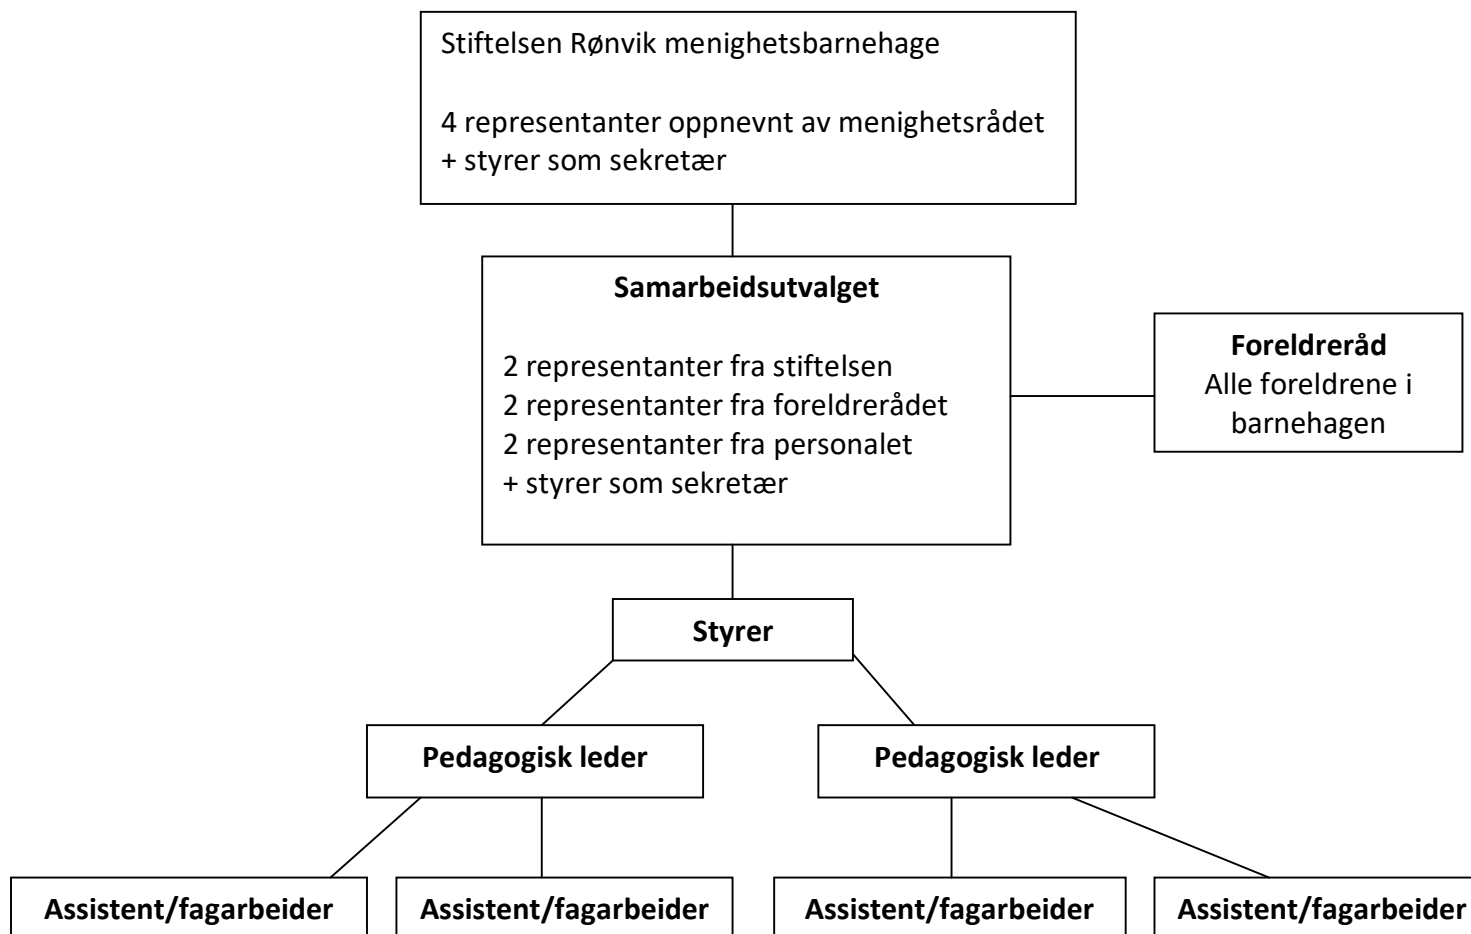 Stiftelsen Rønvik menighetsbarnehage
4 representanter oppnevnt av menighetsrådet
+ styrer som sekretær
Samarbeidsutvalget
2 representanter fra stiftelsen
2 representanter fra foreldrerådet
2 representanter fra personalet
+ styrer som sekretær
Foreldreråd
Alle foreldrene i
barnehagen
Styrer
Pedagogisk leder
Pedagogisk leder
Assistent/fagarbeider
Assistent/fagarbeider
Assistent/fagarbeider
Assistent/fagarbeider